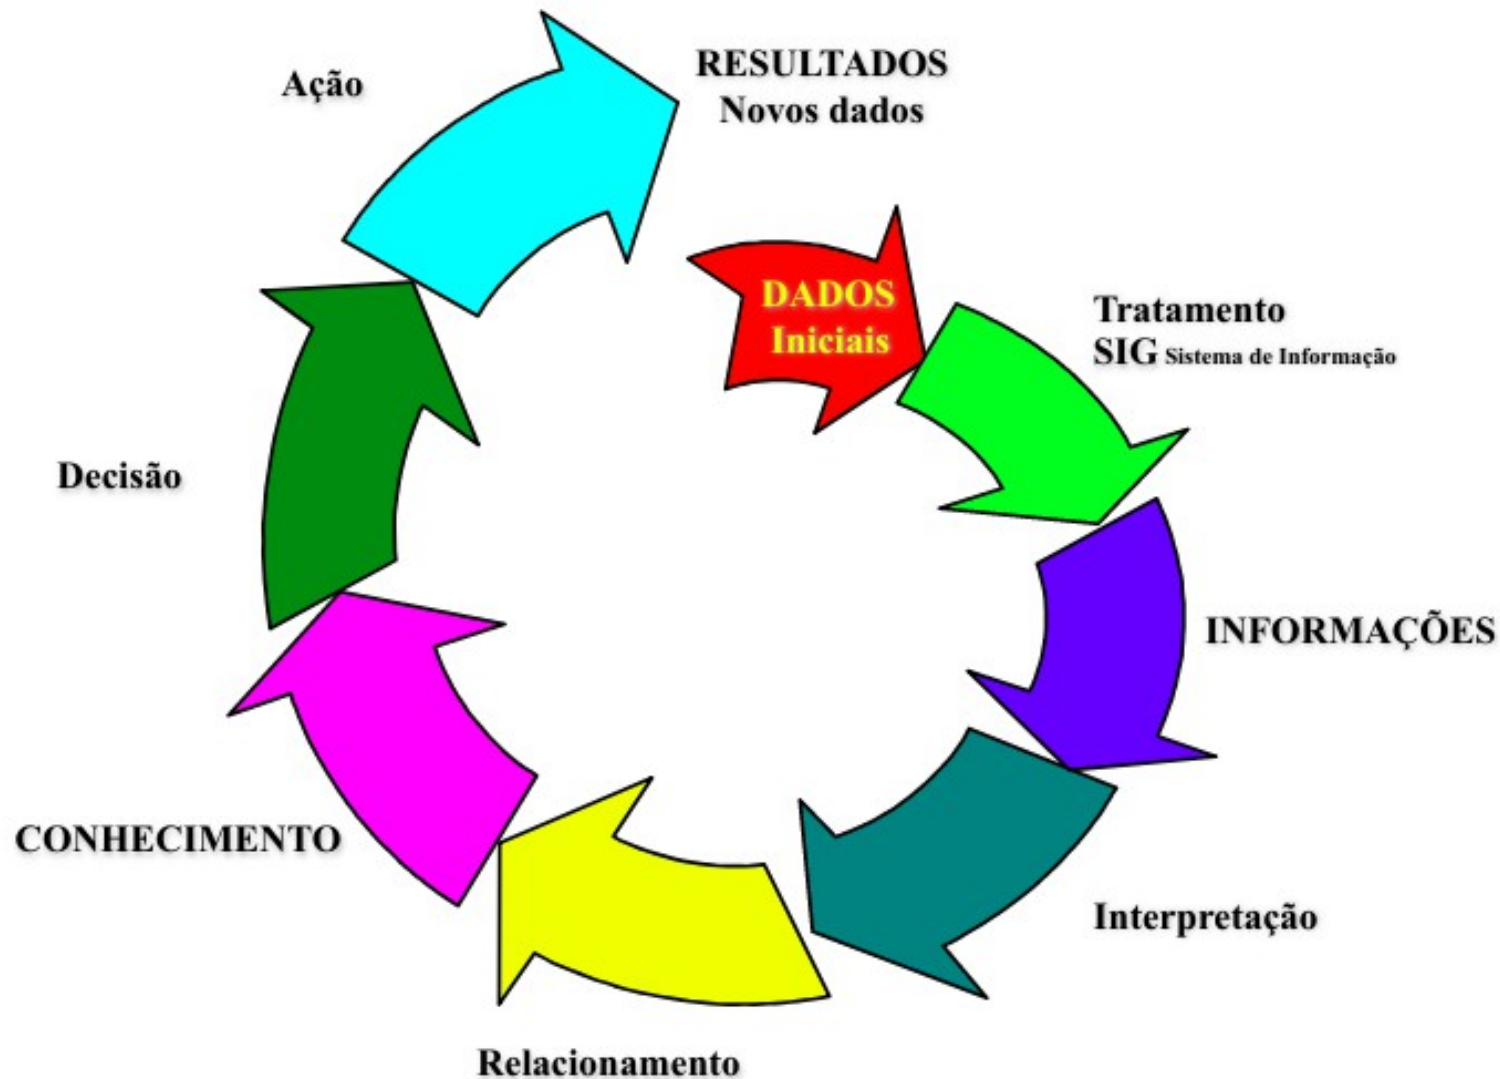 Ação
RESULTADOS
Novos dados
DADOS
Iniciais
Tratamento
SIG Sistema de Informação
Decisão
INFORMAÇÕES
CONHECIMENTO
Interpretação
Relacionamento